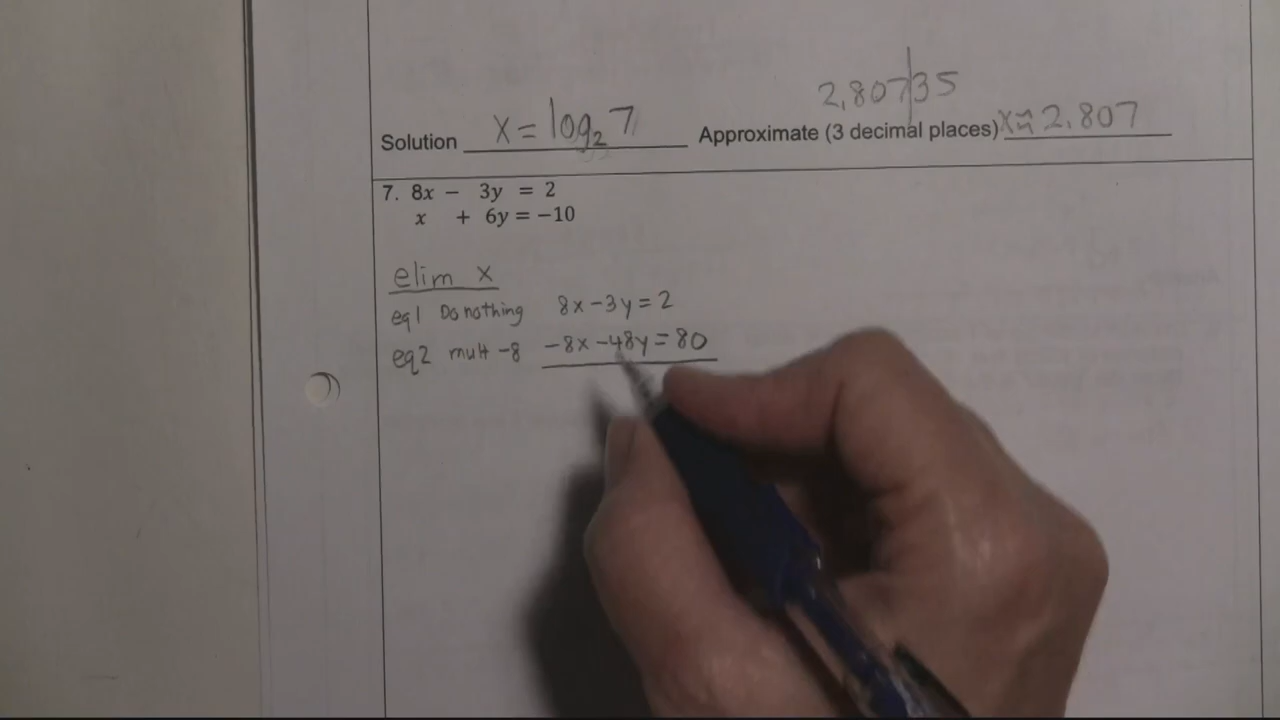 2.80735
Solution x = log₂ 7 Approximate (3 decimal places) x ≈ 2.807
7. 8x − 3y = 2
x + 6y = −10
elim x
eq1 Do nothing 8x − 3y = 2
eq2 mult −8 −8x − 48y = 80